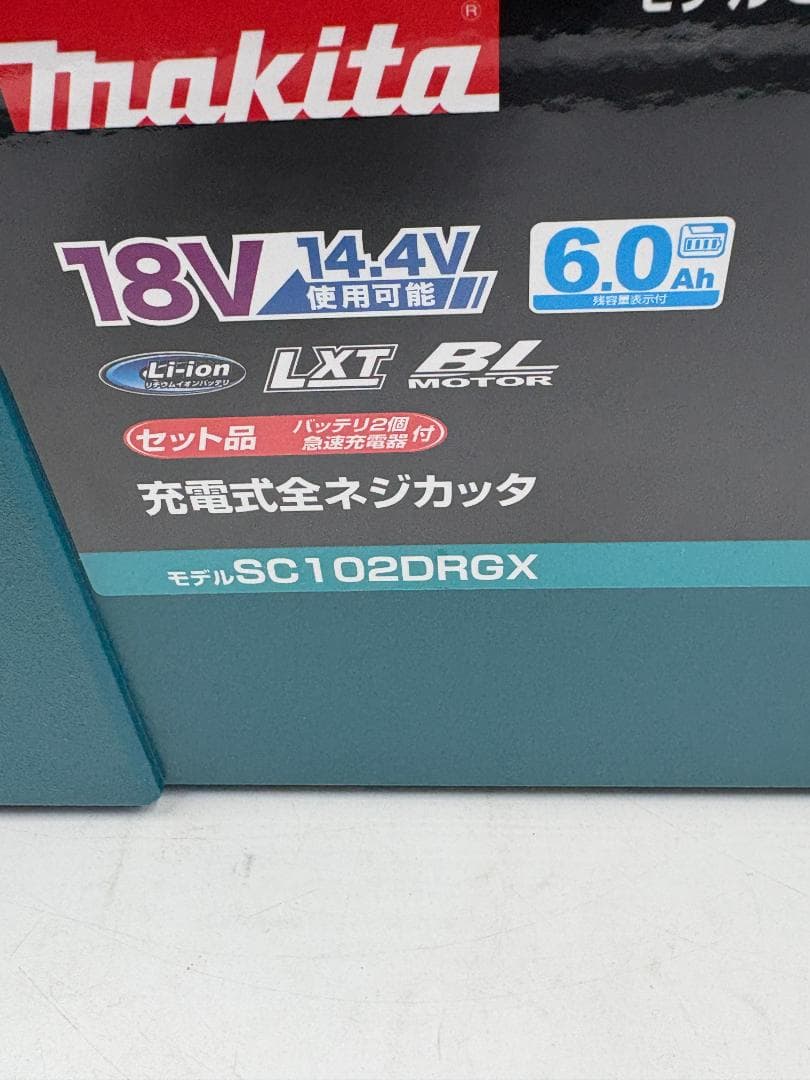 モデル
makita®
18V 14.4V 使用可能
6.0Ah
残容量表示付
Li-ion
リチウムイオンバッテリ
LXT
BL MOTOR
セット品 バッテリ2個 急速充電器 付
充電式全ネジカッタ
モデルSC102DRGX